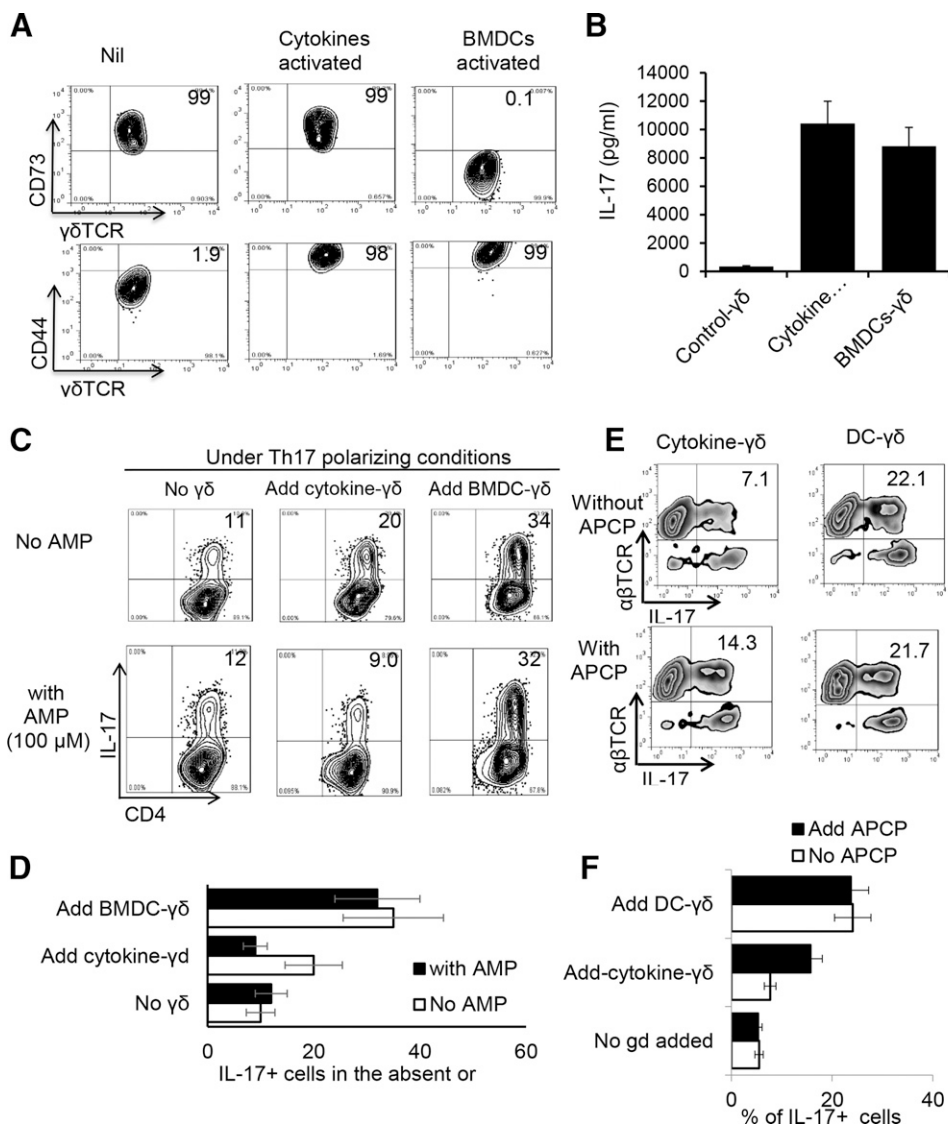 A
Nil
Cytokines
activated
BMDCs
activated
99
99
0.1
CD73
γδTCR
1.9
98
99
CD44
γδTCR
B
14000
12000
10000
8000
6000
4000
2000
0
IL-17 (pg/ml)
Control-γδ
Cytokine…
BMDCs-γδ
C
Under Th17 polarizing conditions
No γδ
Add cytokine-γδ
Add BMDC-γδ
No AMP
11
20
34
with
AMP
(100 µM)
12
9.0
32
IL-17
CD4
E
Cytokine-γδ
DC-γδ
Without
APCP
7.1
22.1
αβTCR
IL-17
With
APCP
14.3
21.7
αβTCR
IL-17
D
Add BMDC-γδ
Add cytokine-γd
No γδ
with AMP
No AMP
0 20 40 60
IL-17+ cells in the absent or
F
Add APCP
No APCP
Add DC-γδ
Add-cytokine-γδ
No gd added
0 20 40
% of IL-17+ cells